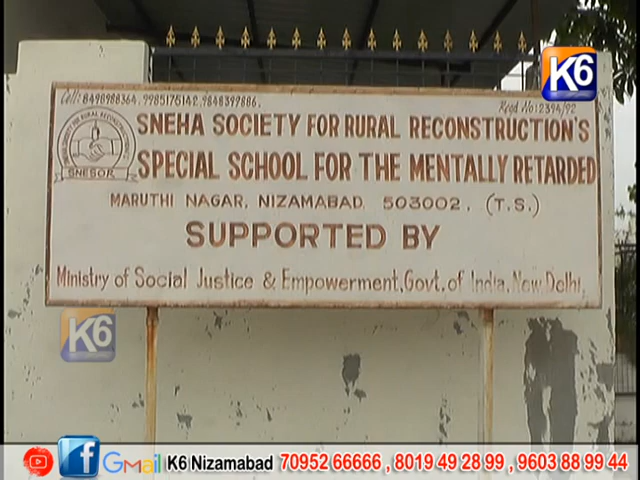 Cell: 8498988364, 9985175142, 9848399886.
Regd No: 2394/92
K6
SNEHA SOCIETY FOR RURAL RECONSTRUCTION'S
SPECIAL SCHOOL FOR THE MENTALLY RETARDED
SNESOR
MARUTHI NAGAR, NIZAMABAD. 503002. (T.S.)
SUPPORTED BY
Ministry of Social Justice & Empowerment, Govt. of India, New Delhi.
K6
f Gmail K6 Nizamabad 70952 66666 , 8019 49 28 99 , 9603 88 99 44